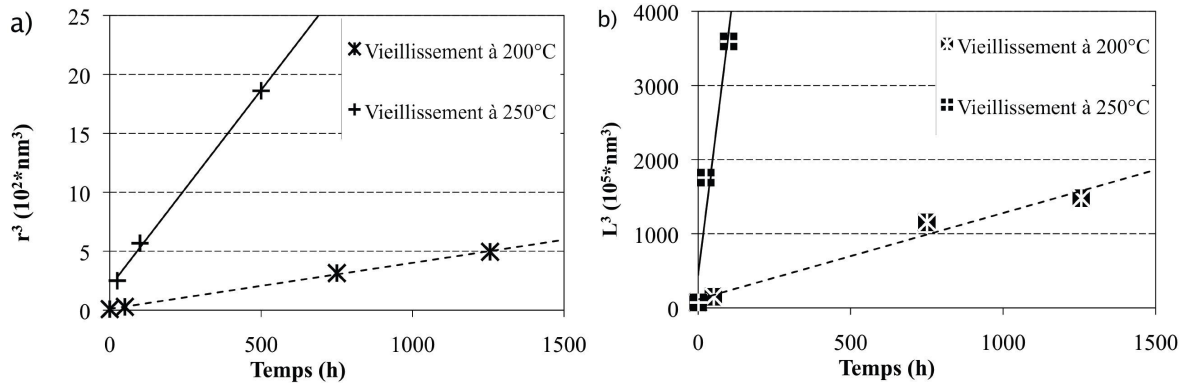 a)
r³ (10²*nm³)
25
20
15
10
5
0
0 500 1000 1500
Temps (h)
Vieillissement à 200°C
Vieillissement à 250°C
b)
L³ (10⁵*nm³)
4000
3000
2000
1000
0
0 500 1000 1500
Temps (h)
Vieillissement à 200°C
Vieillissement à 250°C